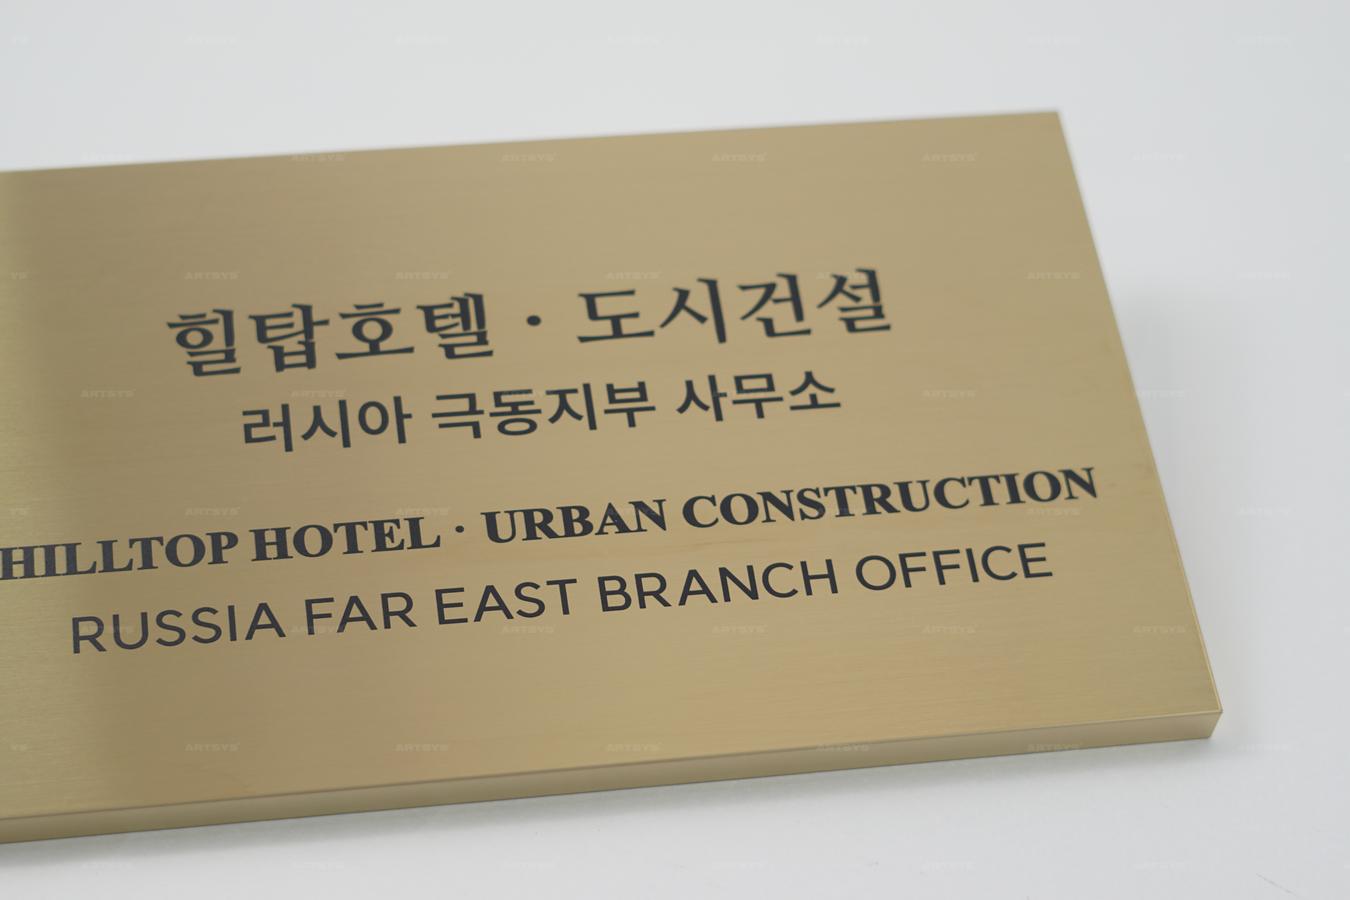 힐탑호텔 · 도시건설
러시아 극동지부 사무소
HILLTOP HOTEL · URBAN CONSTRUCTION
RUSSIA FAR EAST BRANCH OFFICE
ARTSYS